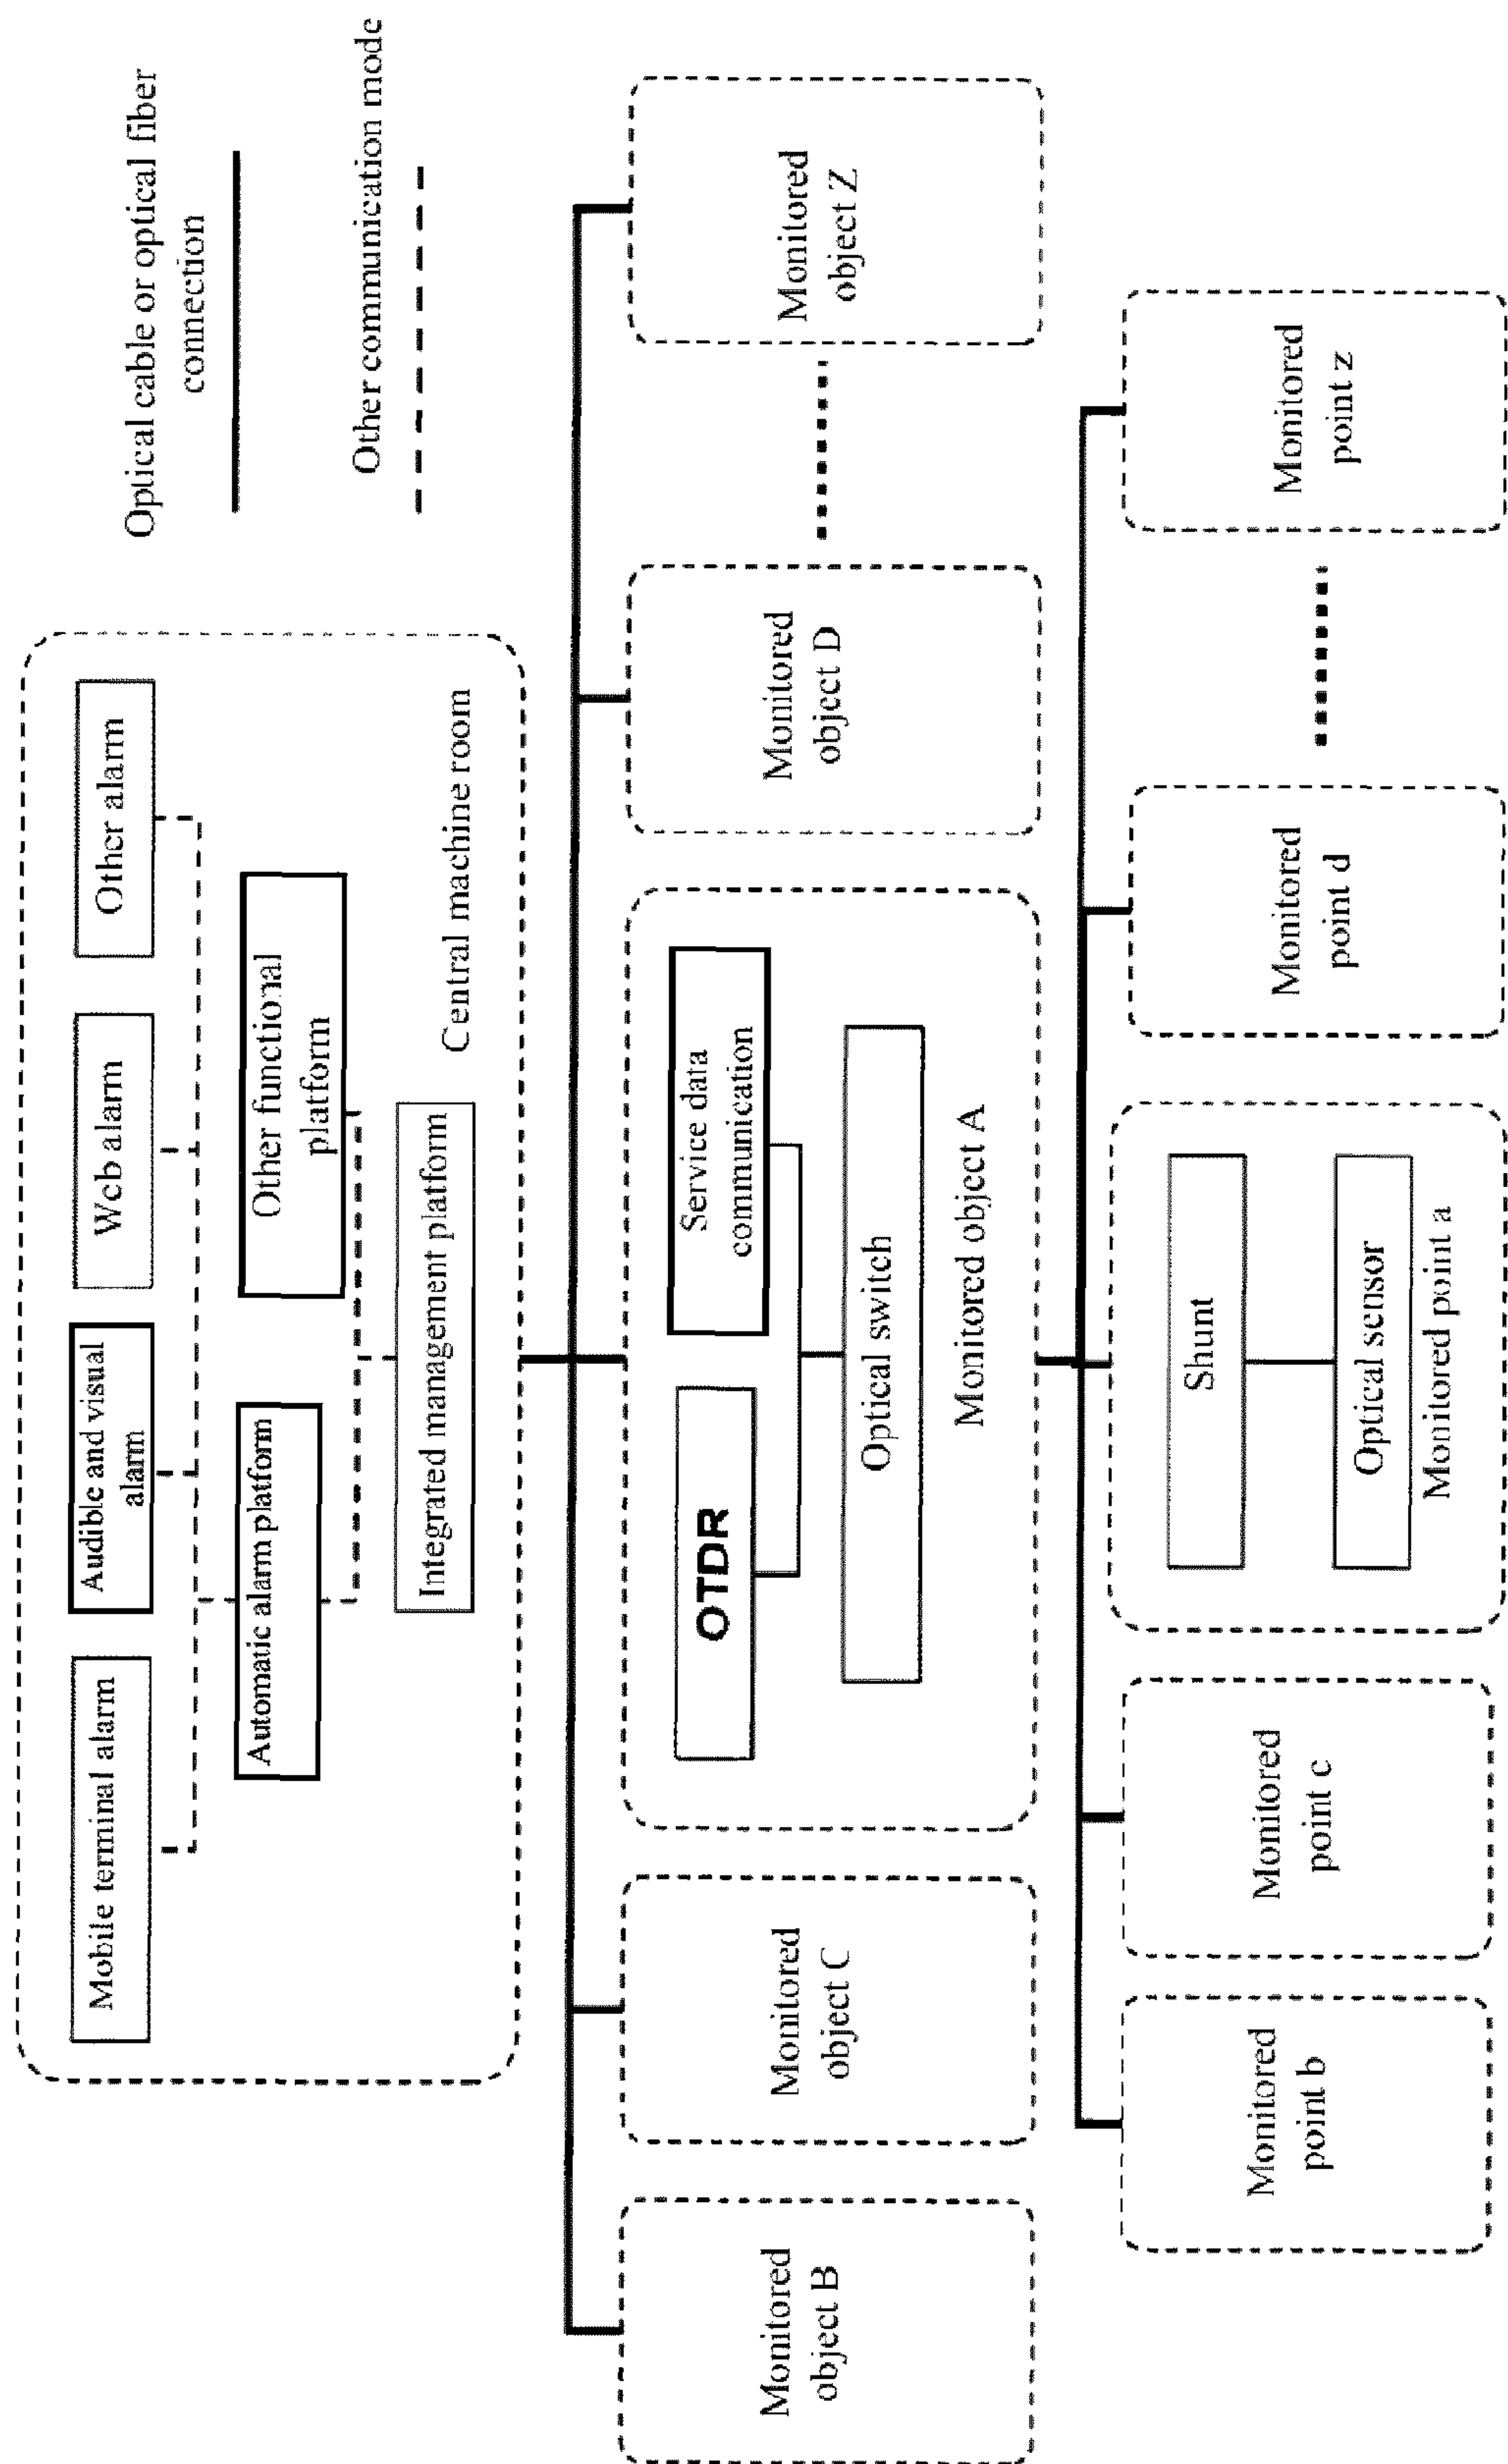 Optical cable or optical fiber
connection
Other communication mode
Mobile terminal alarm
Audible and visual
alarm
Web alarm
Other alarm
Automatic alarm platform
Other functional
platform
Integrated management platform
Central machine room
Monitored
object B
Monitored
object C
OTDR
Service data
communication
Optical switch
Monitored object A
Monitored
object D
Monitored
object Z
Monitored
point b
Monitored
point c
Shunt
Optical sensor
Monitored point a
Monitored
point d
Monitored
point z